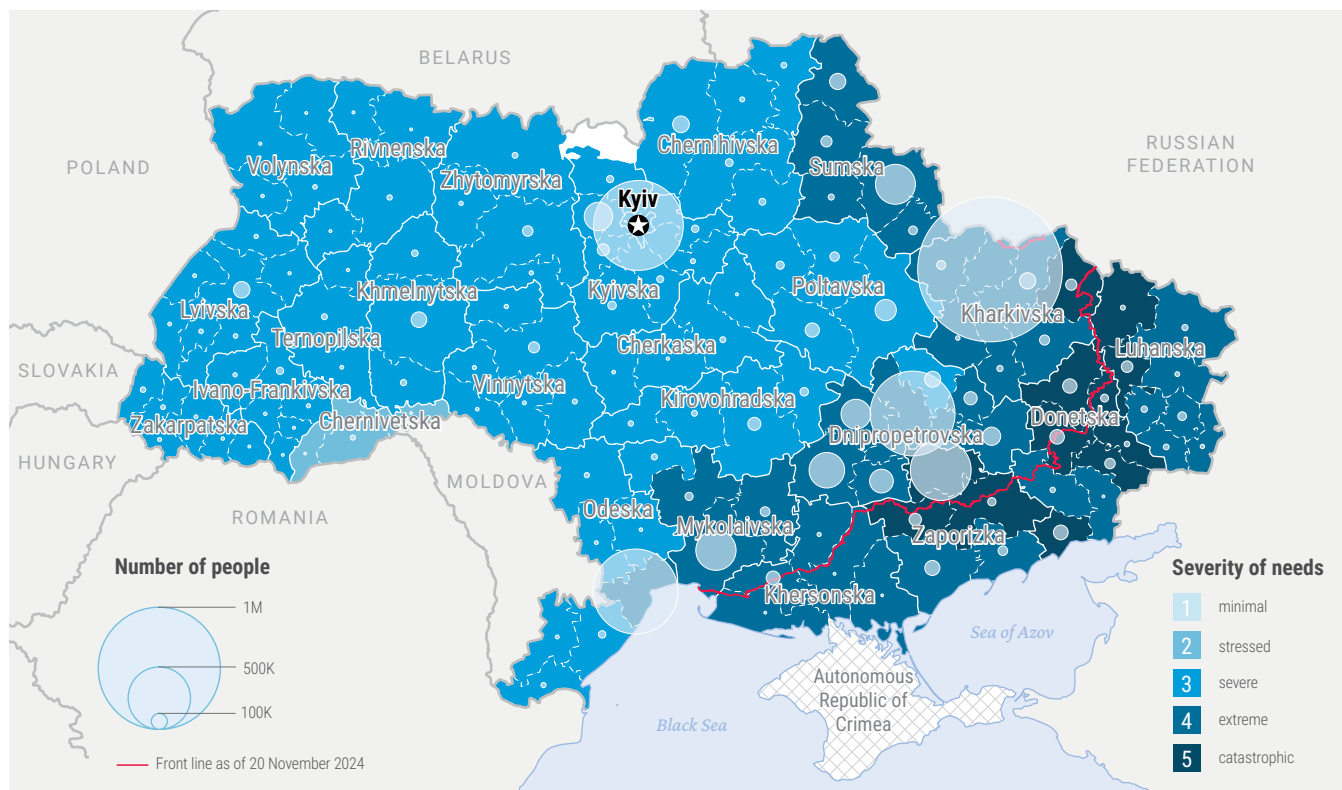 BELARUS
RUSSIAN
FEDERATION
POLAND
Chernihivska
Rivnenska
Volynska
Sumska
Zhytomyrska
Kyiv
Poltavska
Kyivska
Khmelnytska
Lvivska
Kharkivska
Ternopilska
Cherkaska
Luhanska
SLOVAKIA
Ivano-Frankivska
Vinnytska
Kirovohradska
Zakarpatska
Chernivetska
Donetska
Dnipropetrovska
HUNGARY
MOLDOVA
Odeska
ROMANIA
Mykolaivska
Zaporizka
Khersonska
Sea of Azov
Autonomous
Republic of
Crimea
Black Sea
Number of people
1M
500K
100K
Front line as of 20 November 2024
Severity of needs
1 minimal
2 stressed
3 severe
4 extreme
5 catastrophic